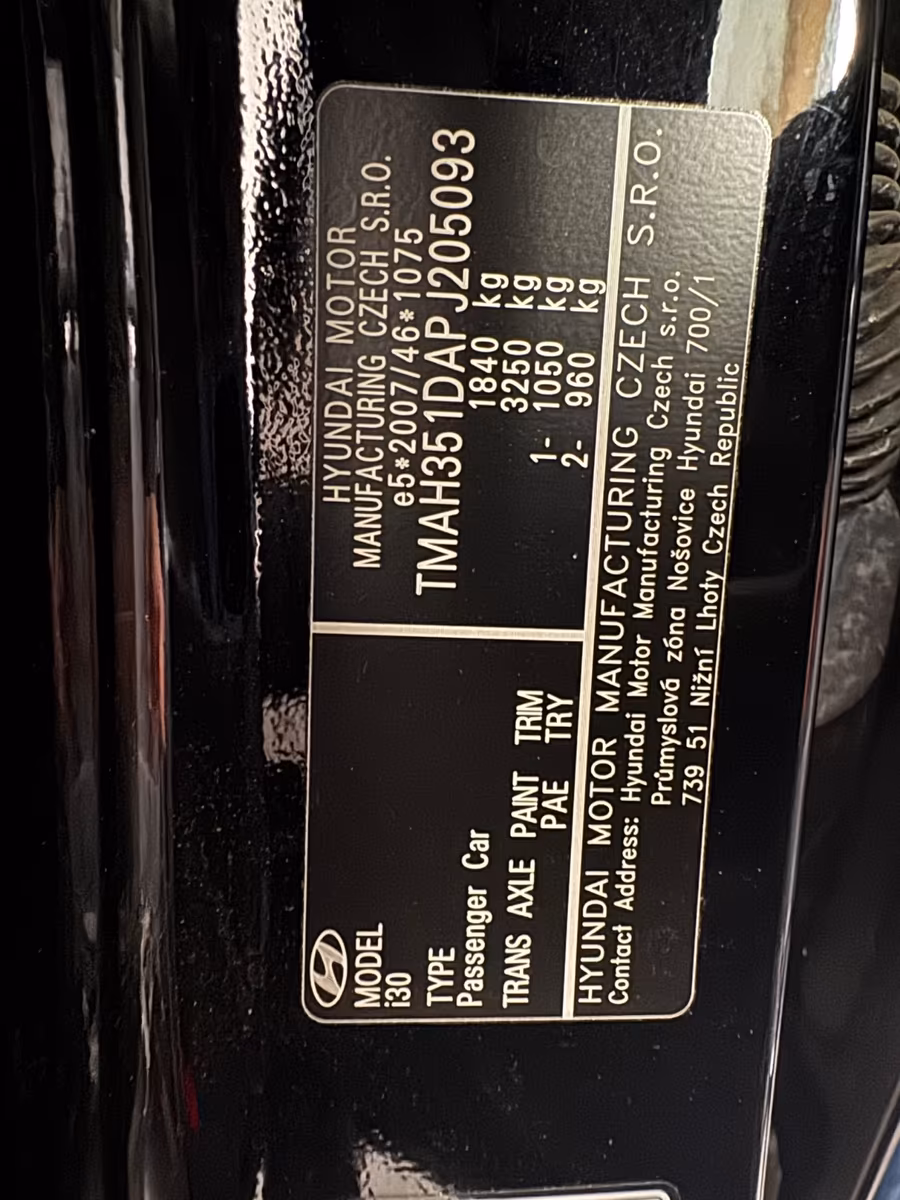 MODEL
i30
TYPE
Passenger Car
TRANS AXLE PAINT TRIM
PAE TRY
HYUNDAI MOTOR
MANUFACTURING CZECH S.R.O.
e5*2007/46*1075
TMAH351DAPJ205093
1840 kg
3250 kg
1- 1050 kg
2- 960 kg
HYUNDAI MOTOR MANUFACTURING CZECH S.R.O.
Contact Address: Hyundai Motor Manufacturing Czech s.r.o.
Průmyslová zóna Nošovice Hyundai 700/1
739 51 Nižní Lhoty Czech Republic